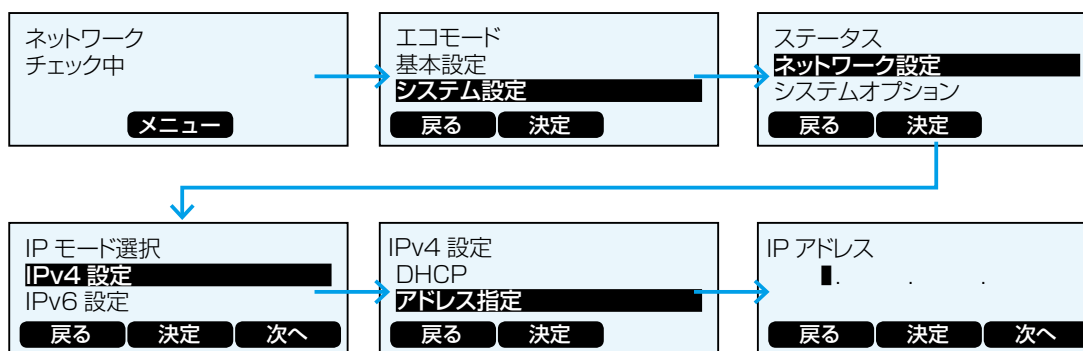 ネットワーク
チェック中
メニュー
エコモード
基本設定
システム設定
戻る 決定
ステータス
ネットワーク設定
システムオプション
戻る 決定
IP モード選択
IPv4 設定
IPv6 設定
戻る 決定 次へ
IPv4 設定
DHCP
アドレス指定
戻る 決定
IP アドレス
. . .
戻る 決定 次へ